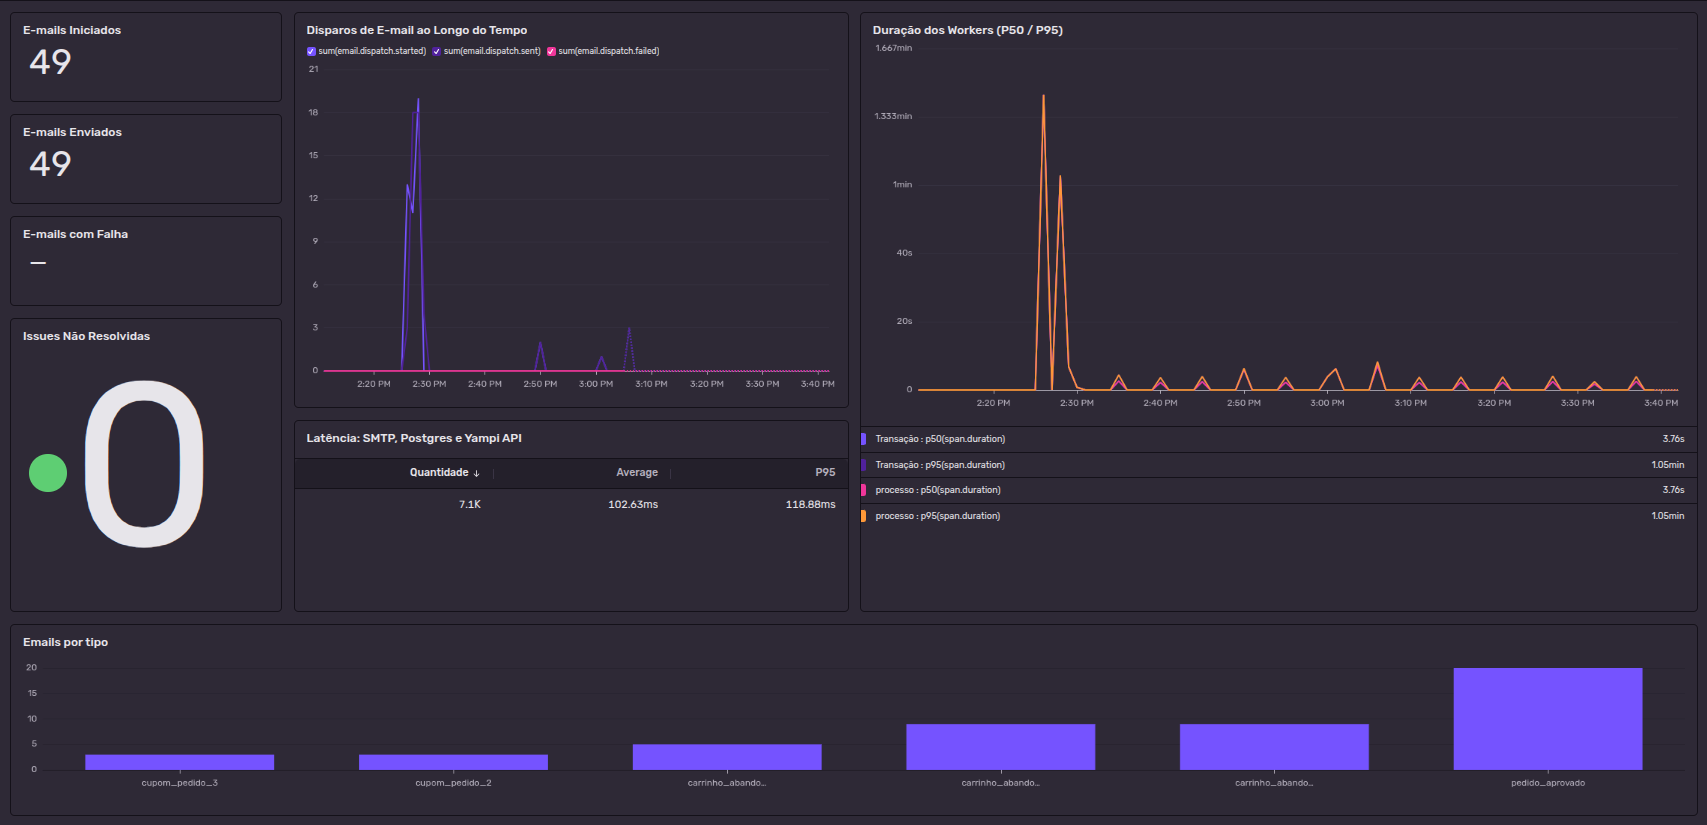 E-mails Iniciados
49
E-mails Enviados
49
E-mails com Falha
—
Issues Não Resolvidas
0
Disparos de E-mail ao Longo do Tempo
sum(email.dispatch.started) sum(email.dispatch.sent) sum(email.dispatch.failed)
21
18
15
12
9
6
3
0
2:20 PM 2:30 PM 2:40 PM 2:50 PM 3:00 PM 3:10 PM 3:20 PM 3:30 PM 3:40 PM
Latência: SMTP, Postgres e Yampi API
Quantidade ↓ Average P95
7.1K 102.63ms 118.88ms
Duração dos Workers (P50 / P95)
1.667min
1.333min
1min
40s
20s
0
2:20 PM 2:30 PM 2:40 PM 2:50 PM 3:00 PM 3:10 PM 3:20 PM 3:30 PM 3:40 PM
Transação : p50(span.duration) 3.76s
Transação : p95(span.duration) 1.05min
processo : p50(span.duration) 3.76s
processo : p95(span.duration) 1.05min
Emails por tipo
20
15
10
5
0
cupom_pedido_3 cupom_pedido_2 carrinho_abando... carrinho_abando... carrinho_abando... pedido_aprovado